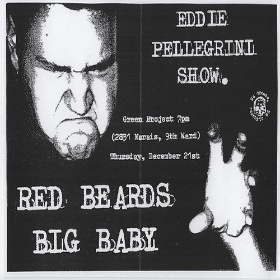 EDDIE
PELLEGRINI
SHOW.
Green Project 7pm
(2831 Marais, 9th Ward)
Thursday, December 21st
RED BEARDS
BIG BABY